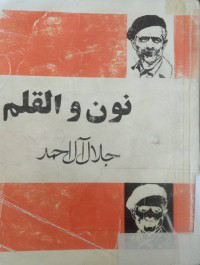 نون و القلم
جلال آل احمد